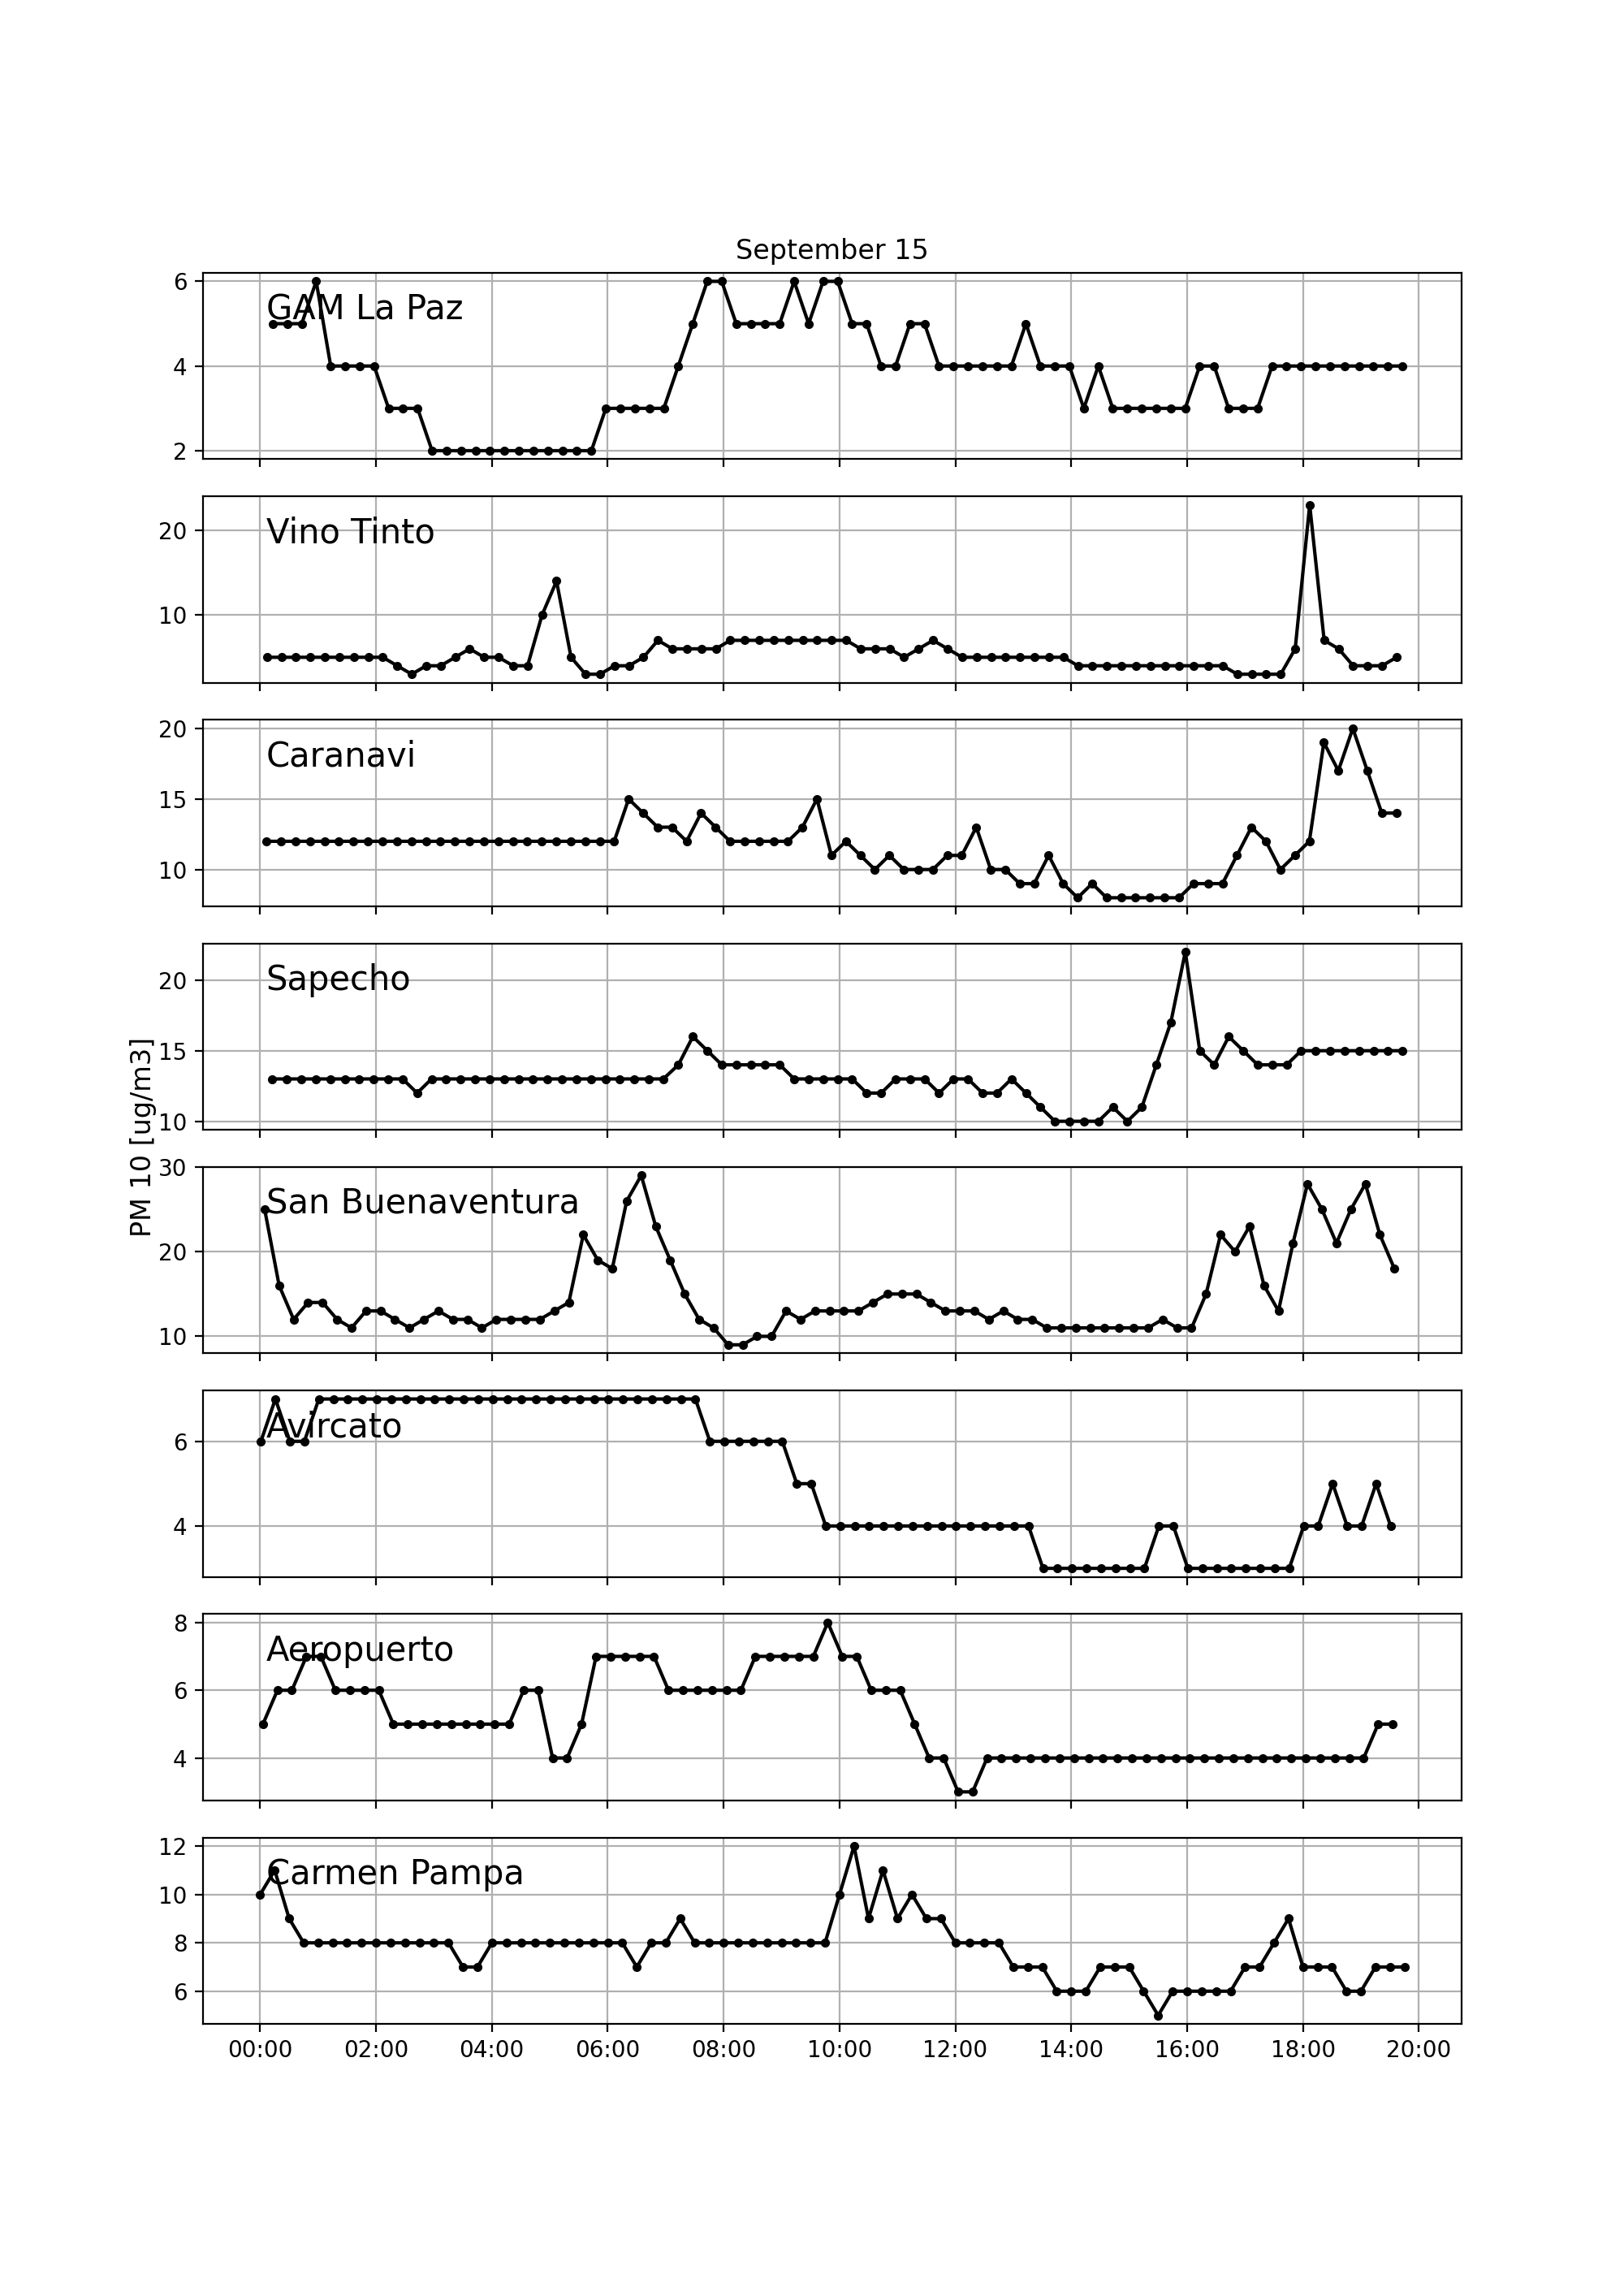 September 15
PM 10 [ug/m3]
GAM La Paz
6
4
2
Vino Tinto
20
10
Caranavi
20
15
10
Sapecho
20
15
10
San Buenaventura
30
20
10
Avircato
6
4
Aeropuerto
8
6
4
Carmen Pampa
12
10
8
6
00:00 02:00 04:00 06:00 08:00 10:00 12:00 14:00 16:00 18:00 20:00